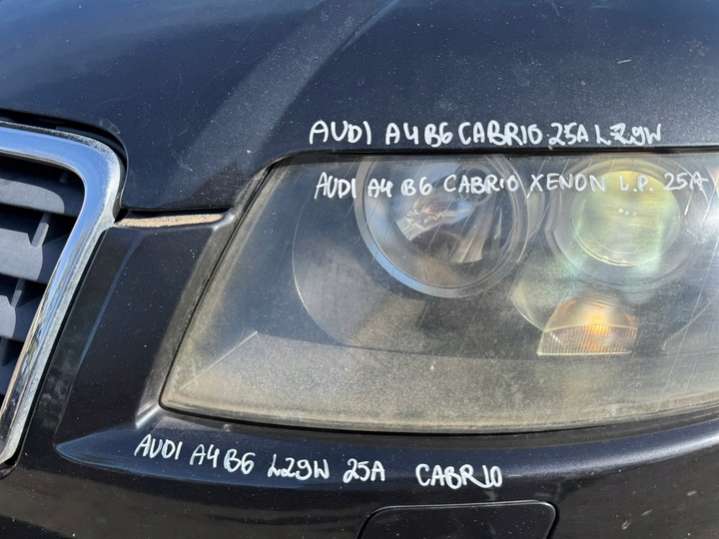 AUDI A4 B6 CABRIO 25A LZ9W
AUDI A4 B6 CABRIO XENON L.P. 25A
AUDI A4 B6 LZ9W 25A CABRIO